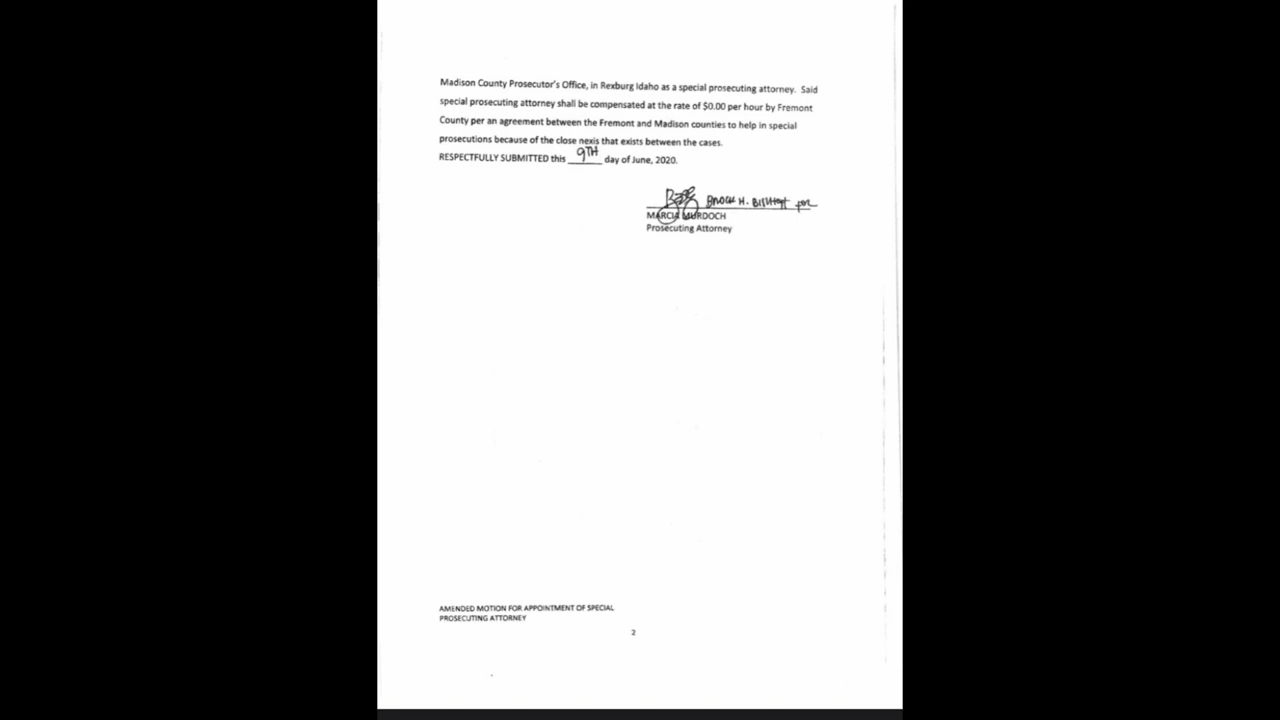 Madison County Prosecutor's Office, in Rexburg Idaho as a special prosecuting attorney. Said
special prosecuting attorney shall be compensated at the rate of $0.00 per hour by Fremont
County per an agreement between the Fremont and Madison counties to help in special
prosecutions because of the close nexis that exists between the cases.
RESPECTFULLY SUBMITTED this 9TH day of June, 2020.
H. for
MARCIA MURDOCH
Prosecuting Attorney
AMENDED MOTION FOR APPOINTMENT OF SPECIAL
PROSECUTING ATTORNEY
2